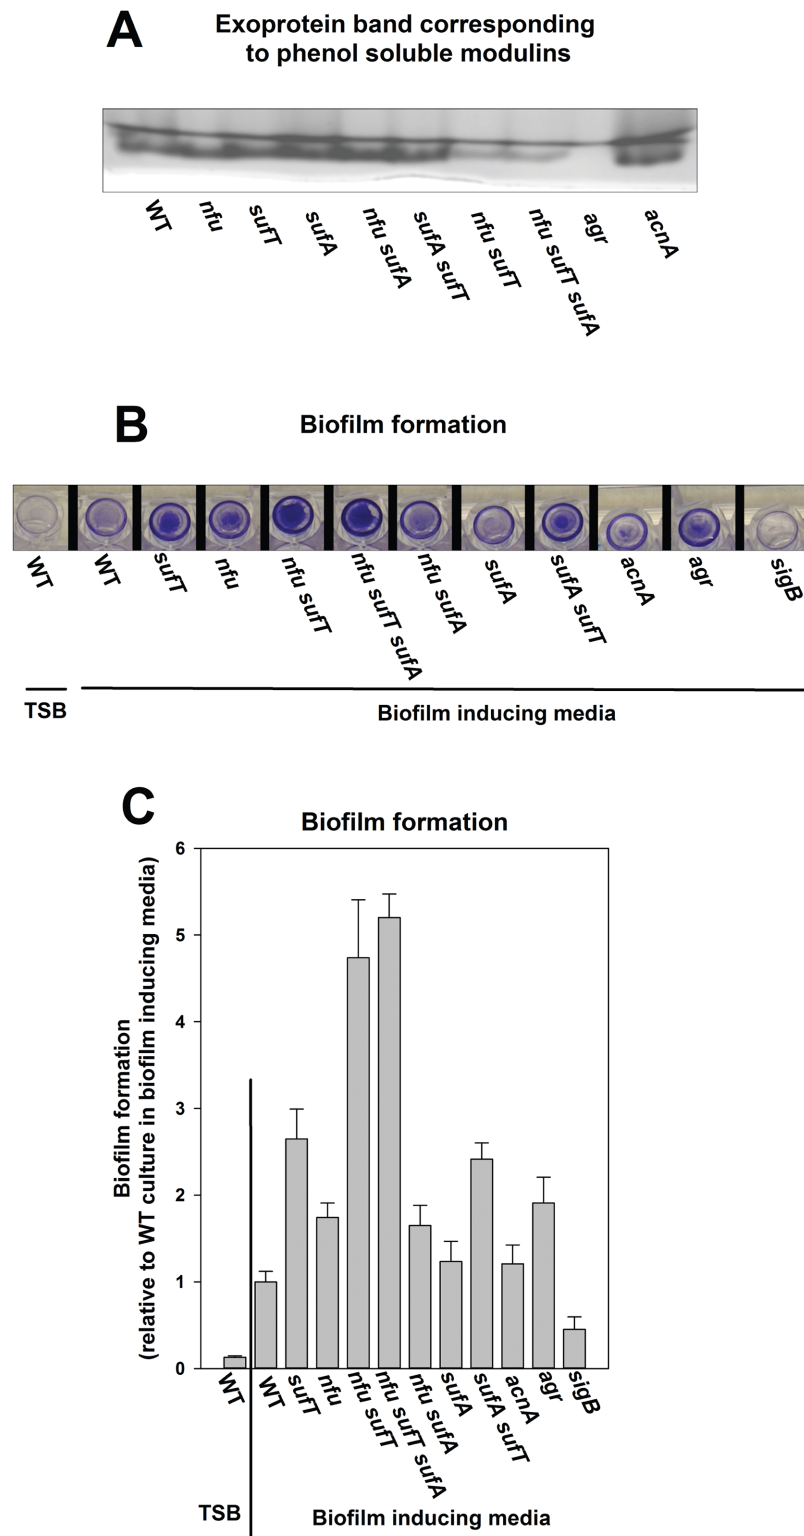 A
Exoprotein band corresponding
to phenol soluble modulins
WT
nfu
sufT
sufA
nfu sufA
sufA sufT
nfu sufT
nfu sufT sufA
agr
acnA
B
Biofilm formation
WT
WT
sufT
nfu
nfu sufT
nfu sufT sufA
nfu sufA
sufA
sufA sufT
acnA
agr
sigB
TSB
Biofilm inducing media
C
Biofilm formation
Biofilm formation
(relative to WT culture in biofilm inducing media)
6
5
4
3
2
1
0
WT
WT
sufT
nfu
nfu sufT
nfu sufT sufA
nfu sufA
sufA
sufA sufT
acnA
agr
sigB
TSB
Biofilm inducing media